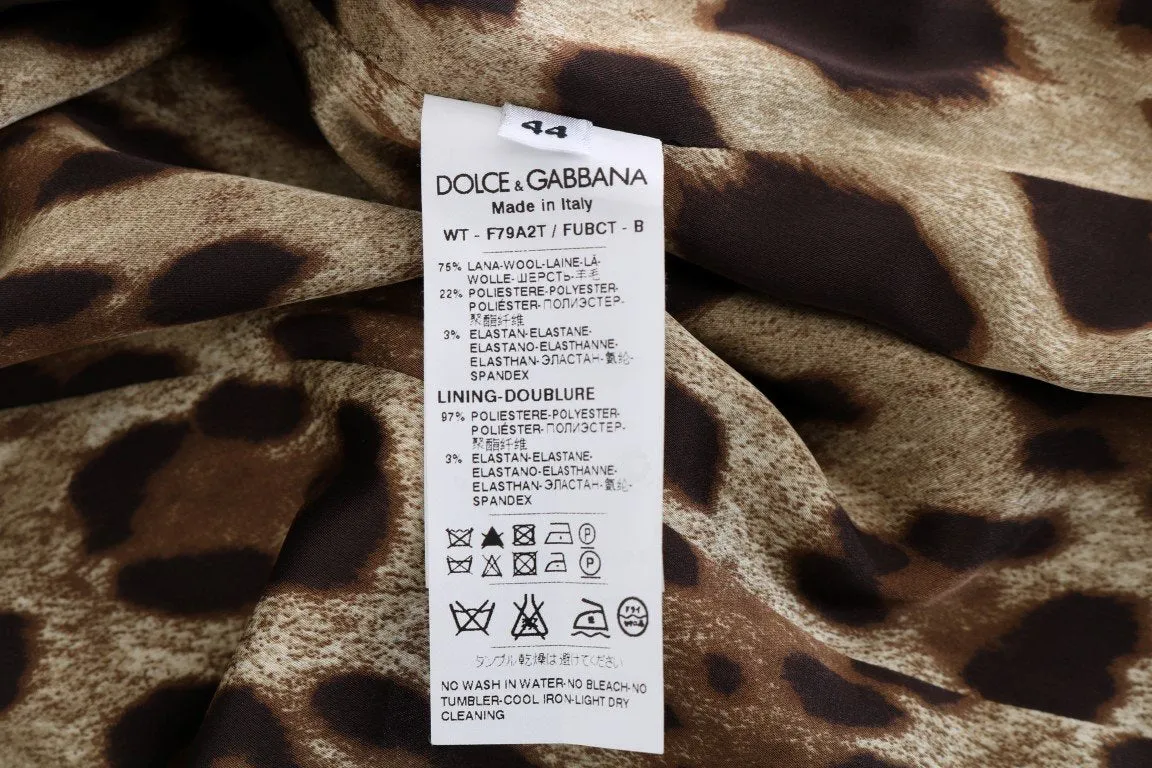 44
DOLCE & GABBANA
Made in Italy
WT - F79A2T / FUBCT - B
75% LANA-WOOL-LAINE-LÃ-
WOLLE-ШЕРСТЬ-羊毛
22% POLIESTERE-POLYESTER-
POLIÉSTER-ПОЛИЭСТЕР-
聚酯纤维
3% ELASTAN-ELASTANE-
ELASTANO-ELASTHANNE-
ELASTHAN-ЭЛАСТАН-氨纶-
SPANDEX
LINING-DOUBLURE
97% POLIESTERE-POLYESTER-
POLIÉSTER-ПОЛИЭСТЕР-
聚酯纤维
3% ELASTAN-ELASTANE-
ELASTANO-ELASTHANNE-
ELASTHAN-ЭЛАСТАН-氨纶-
SPANDEX
P
P
ドライ
タンブル乾燥は避けてください
NO WASH IN WATER-NO BLEACH-NO
TUMBLER-COOL IRON-LIGHT DRY
CLEANING